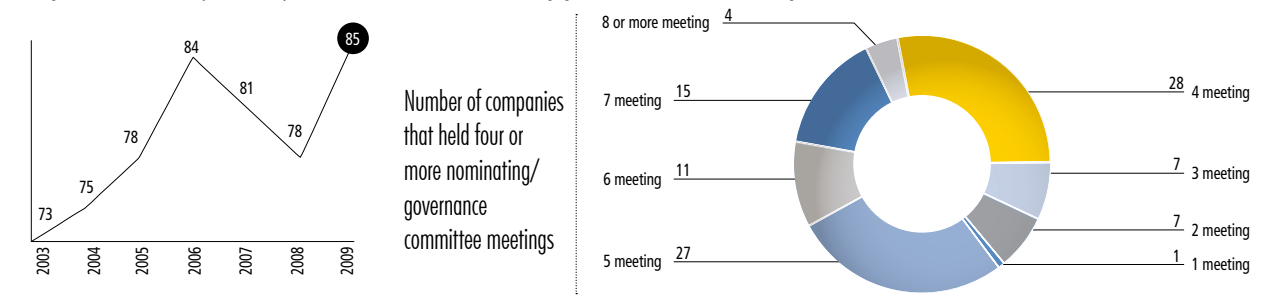 73
75
78
84
81
78
85
2003
2004
2005
2006
2007
2008
2009
Number of companies
that held four or
more nominating/
governance
committee meetings
8 or more meeting 4
7 meeting 15
6 meeting 11
5 meeting 27
28 4 meeting
7 3 meeting
7 2 meeting
1 1 meeting